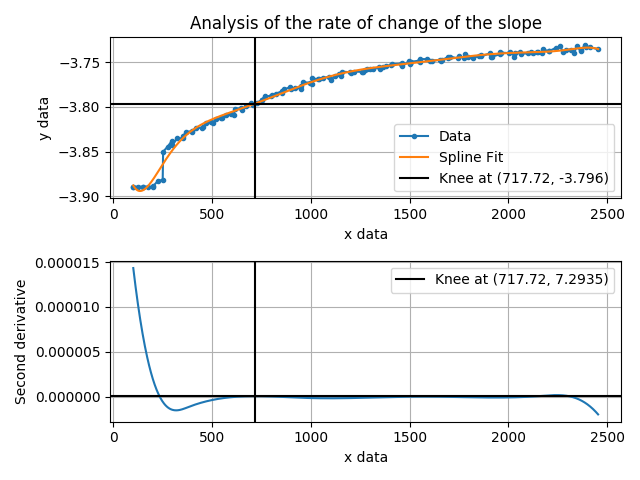 Analysis of the rate of change of the slope
−3.75
−3.80
−3.85
−3.90
y data
Data
Spline Fit
Knee at (717.72, -3.796)
0
500
1000
1500
2000
2500
x data
0.000015
0.000010
0.000005
0.000000
Second derivative
Knee at (717.72, 7.2935)
0
500
1000
1500
2000
2500
x data